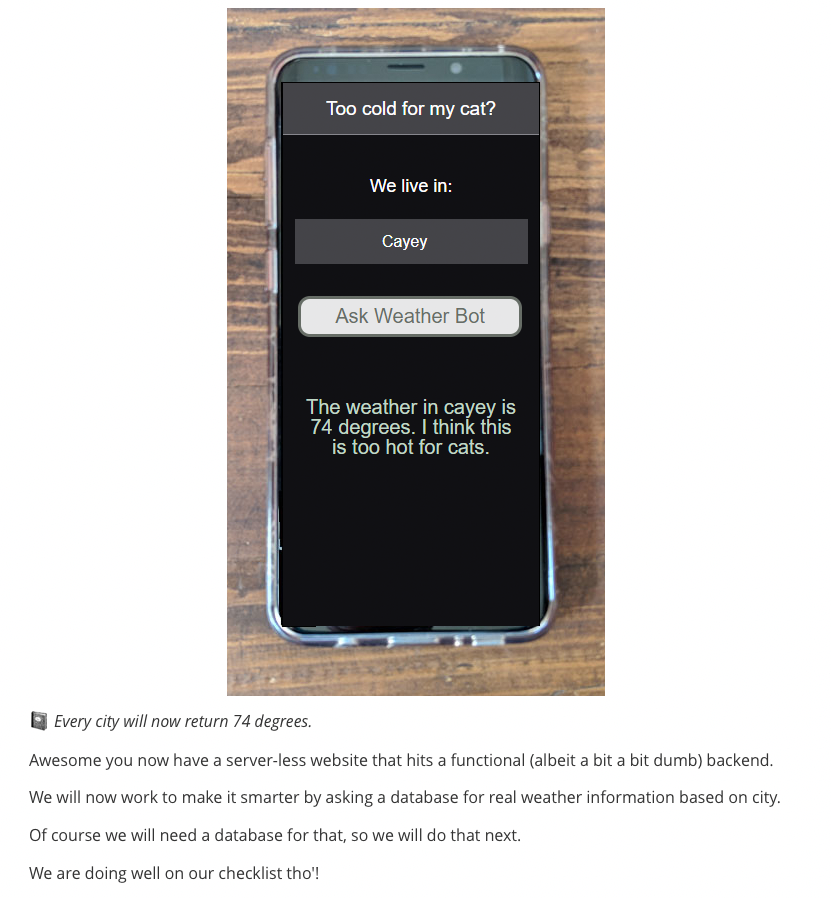 Too cold for my cat?
We live in:
Cayey
Ask Weather Bot
The weather in cayey is
74 degrees. I think this
is too hot for cats.
Every city will now return 74 degrees.
Awesome you now have a server-less website that hits a functional (albeit a bit a bit dumb) backend.
We will now work to make it smarter by asking a database for real weather information based on city.
Of course we will need a database for that, so we will do that next.
We are doing well on our checklist tho'!